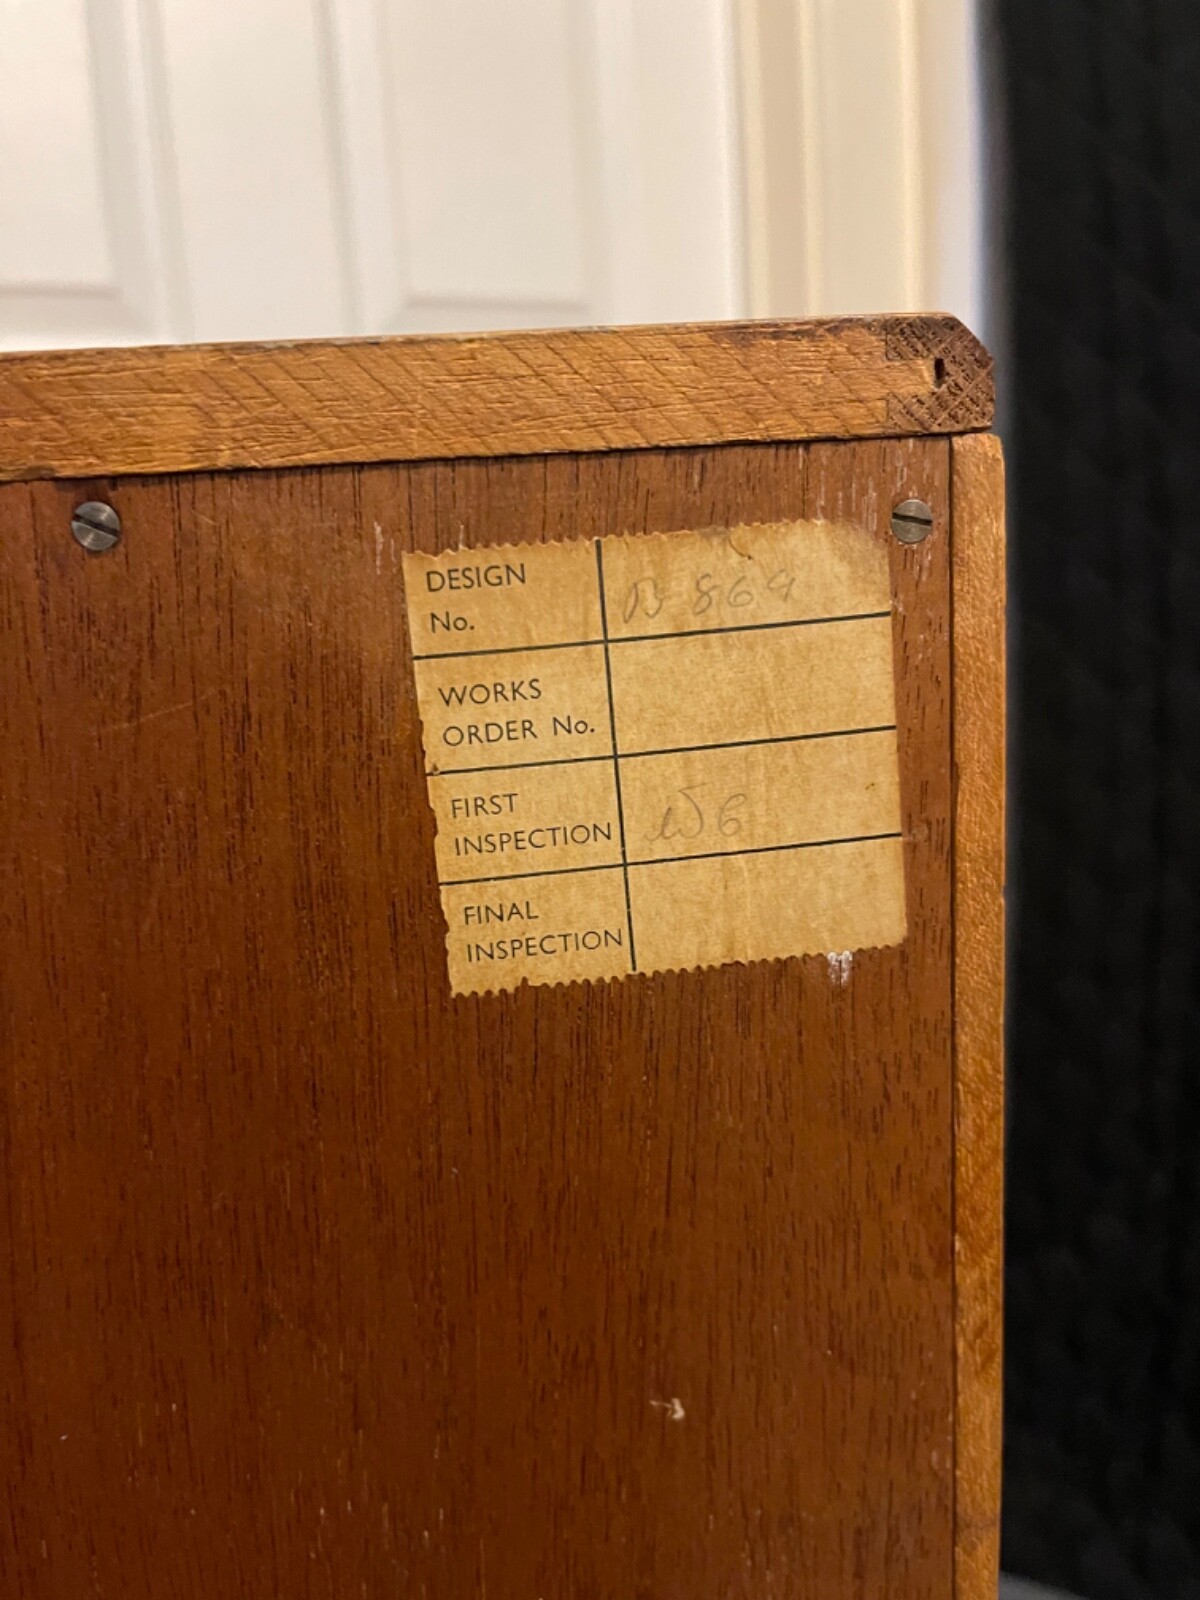 DESIGN
No. B 864
WORKS
ORDER No.
FIRST
INSPECTION W6
FINAL
INSPECTION